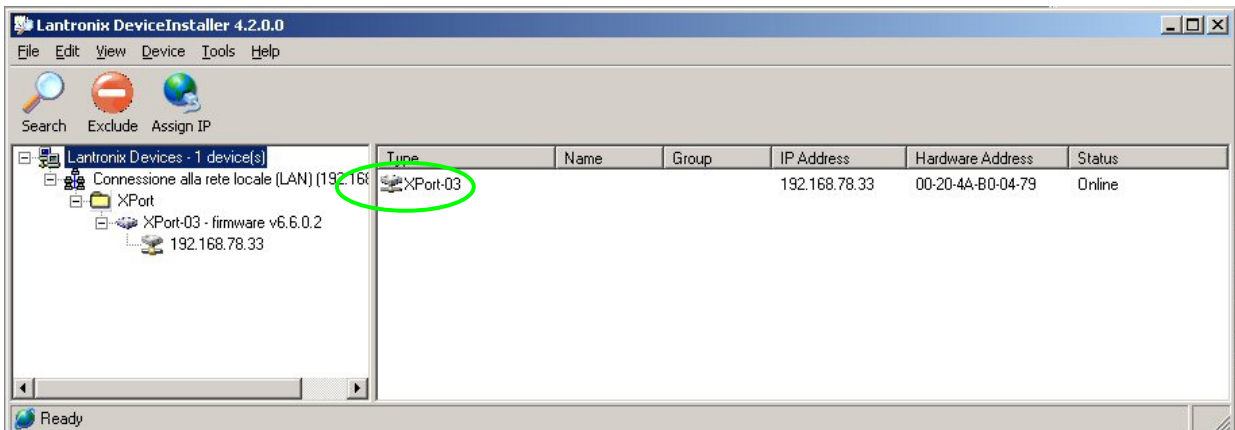 Lantronix DeviceInstaller 4.2.0.0
File Edit View Device Tools Help
Search Exclude Assign IP
Lantronix Devices - 1 device(s)
Connessione alla rete locale (LAN) (192.168
XPort
XPort-03 - firmware v6.6.0.2
192.168.78.33
Type Name Group IP Address Hardware Address Status
XPort-03 192.168.78.33 00-20-4A-B0-04-79 Online
Ready